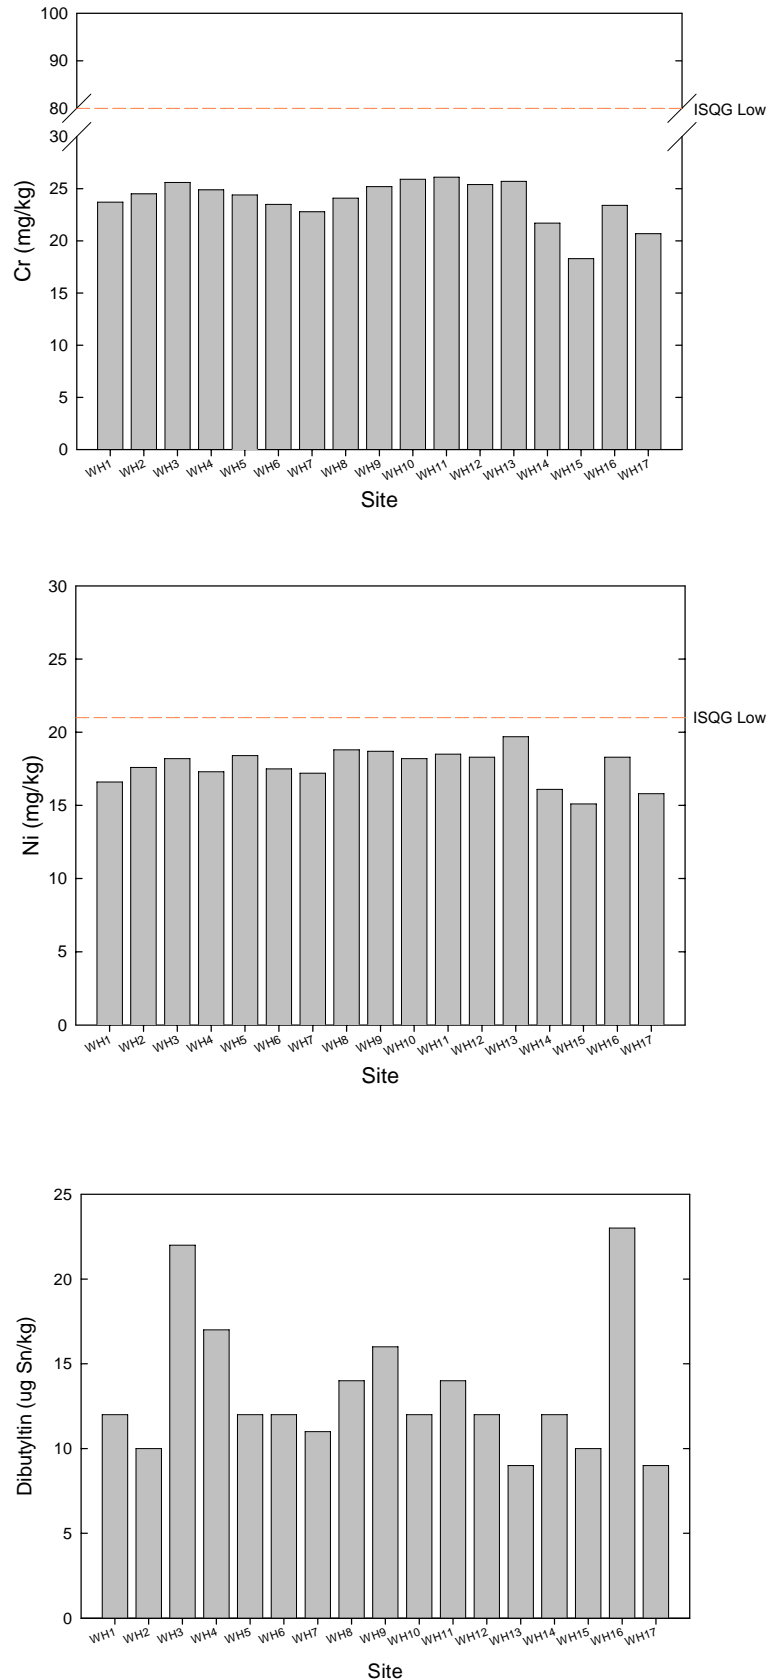 100
90
80
ISQG Low
30
25
20
15
10
5
0
Cr (mg/kg)
WH1 WH2 WH3 WH4 WH5 WH6 WH7 WH8 WH9 WH10 WH11 WH12 WH13 WH14 WH15 WH16 WH17
Site
30
25
ISQG Low
20
15
10
5
0
Ni (mg/kg)
WH1 WH2 WH3 WH4 WH5 WH6 WH7 WH8 WH9 WH10 WH11 WH12 WH13 WH14 WH15 WH16 WH17
Site
25
20
15
10
5
0
Dibutyltin (ug Sn/kg)
WH1 WH2 WH3 WH4 WH5 WH6 WH7 WH8 WH9 WH10 WH11 WH12 WH13 WH14 WH15 WH16 WH17
Site